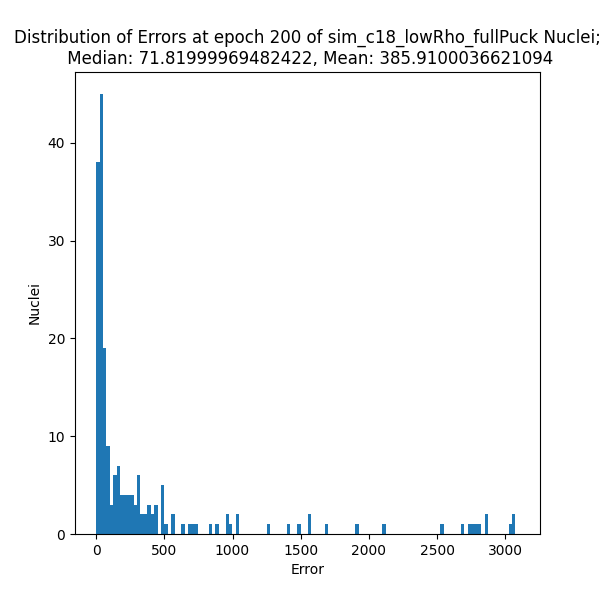 Distribution of Errors at epoch 200 of sim_c18_lowRho_fullPuck Nuclei;
Median: 71.81999969482422, Mean: 385.9100036621094
40
30
20
10
0
Nuclei
0 500 1000 1500 2000 2500 3000
Error